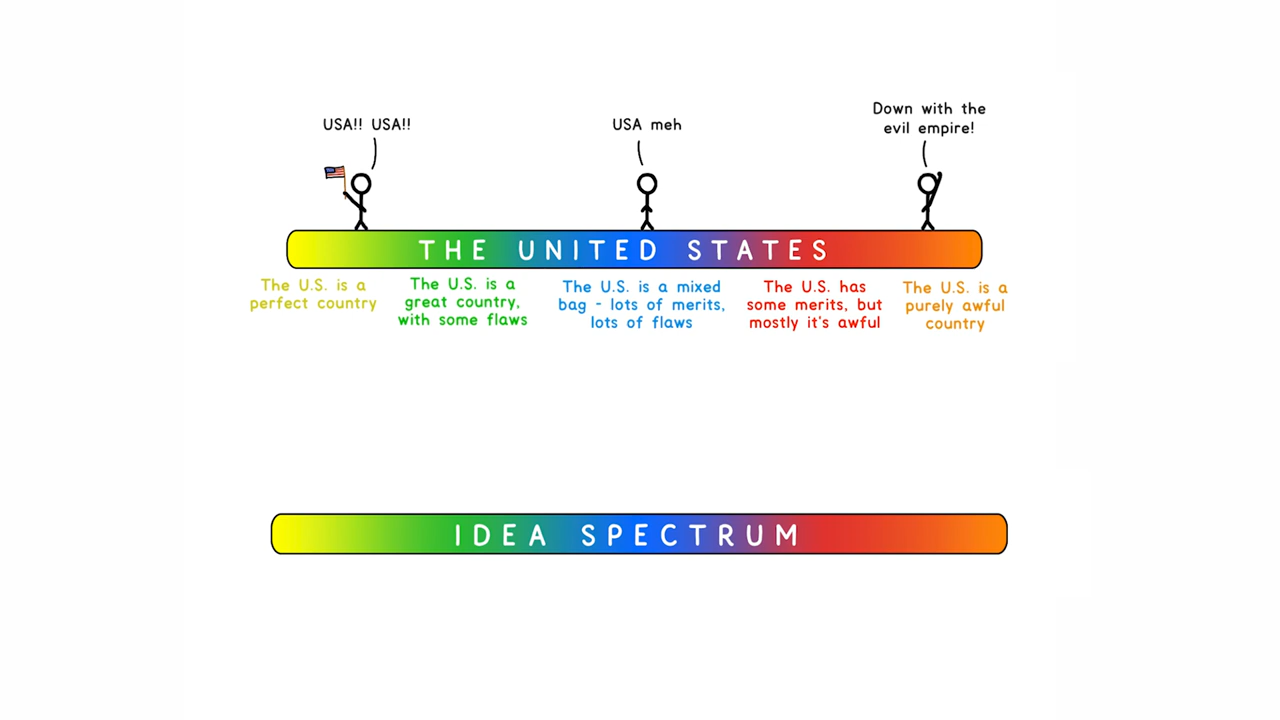 USA!! USA!!
USA meh
Down with the
evil empire!
THE UNITED STATES
The U.S. is a
perfect country
The U.S. is a
great country,
with some flaws
The U.S. is a mixed
bag - lots of merits,
lots of flaws
The U.S. has
some merits, but
mostly it's awful
The U.S. is a
purely awful
country
IDEA SPECTRUM